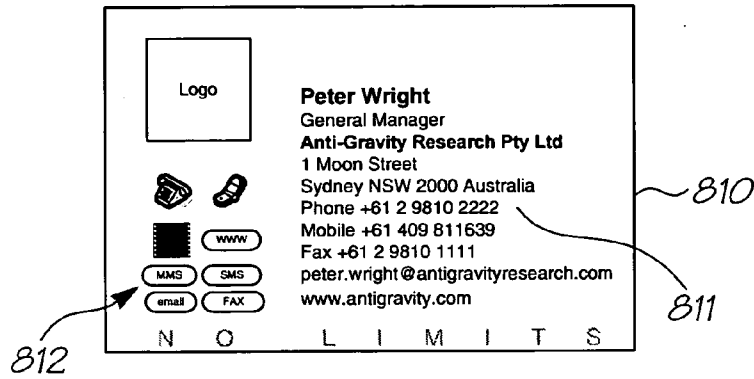 Logo
Peter Wright
General Manager
Anti-Gravity Research Pty Ltd
1 Moon Street
Sydney NSW 2000 Australia
Phone +61 2 9810 2222
Mobile +61 409 811639
Fax +61 2 9810 1111
peter.wright@antigravityresearch.com
www.antigravity.com
WWW
MMS SMS
email FAX
NO LIMITS
810
811
812